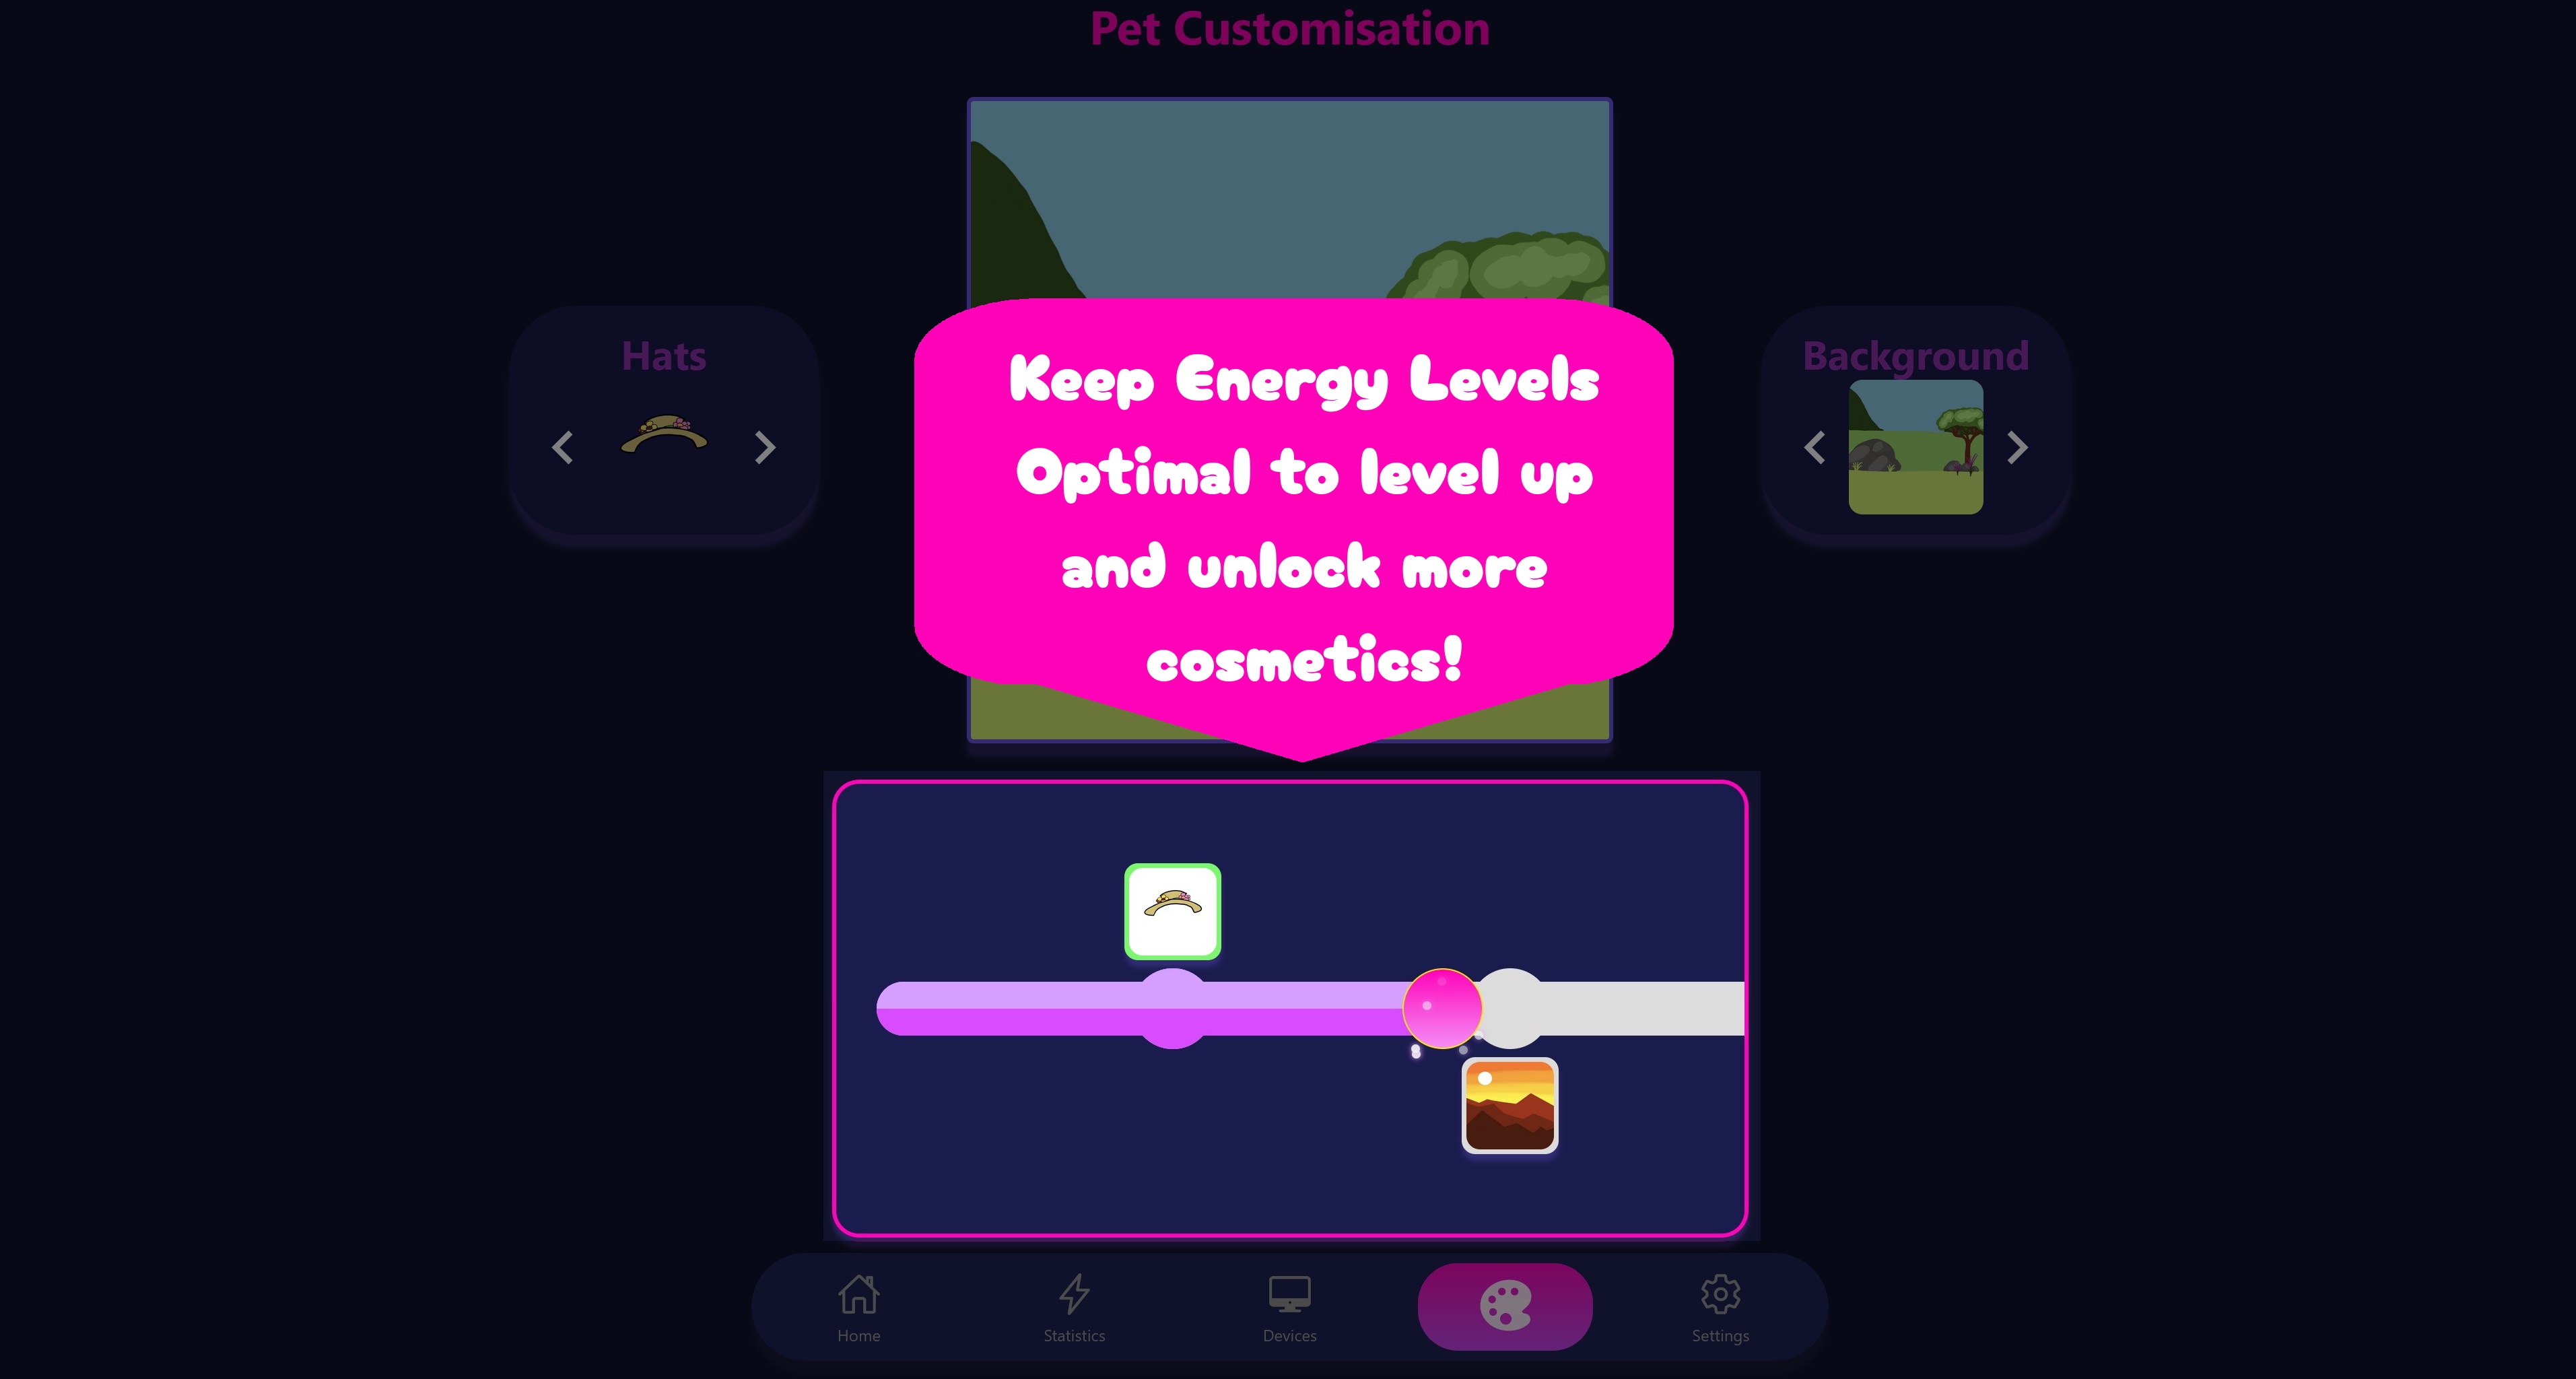 Pet Customisation
Hats
Background
Keep Energy Levels
Optimal to level up
and unlock more
cosmetics!
Home
Statistics
Devices
Settings